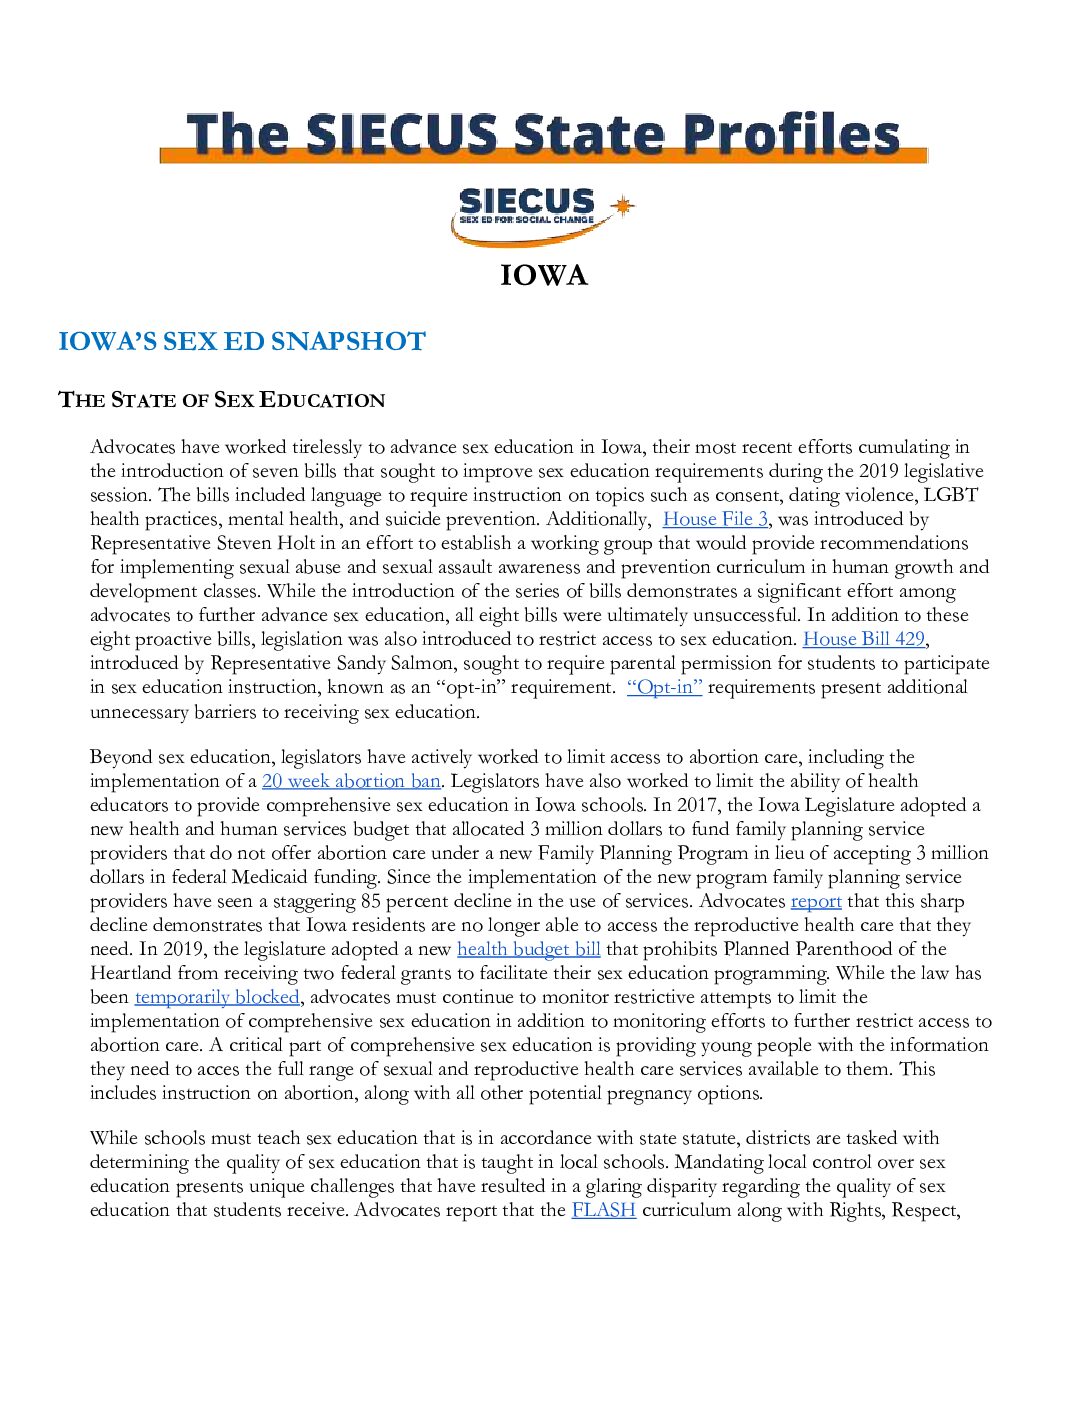 The SIECUS State Profiles
SIECUS
SEX ED FOR SOCIAL CHANGE
IOWA
IOWA’S SEX ED SNAPSHOT
THE STATE OF SEX EDUCATION
Advocates have worked tirelessly to advance sex education in Iowa, their most recent efforts cumulating in
the introduction of seven bills that sought to improve sex education requirements during the 2019 legislative
session. The bills included language to require instruction on topics such as consent, dating violence, LGBT
health practices, mental health, and suicide prevention. Additionally, House File 3, was introduced by
Representative Steven Holt in an effort to establish a working group that would provide recommendations
for implementing sexual abuse and sexual assault awareness and prevention curriculum in human growth and
development classes. While the introduction of the series of bills demonstrates a significant effort among
advocates to further advance sex education, all eight bills were ultimately unsuccessful. In addition to these
eight proactive bills, legislation was also introduced to restrict access to sex education. House Bill 429,
introduced by Representative Sandy Salmon, sought to require parental permission for students to participate
in sex education instruction, known as an “opt-in” requirement. “Opt-in” requirements present additional
unnecessary barriers to receiving sex education.
Beyond sex education, legislators have actively worked to limit access to abortion care, including the
implementation of a 20 week abortion ban. Legislators have also worked to limit the ability of health
educators to provide comprehensive sex education in Iowa schools. In 2017, the Iowa Legislature adopted a
new health and human services budget that allocated 3 million dollars to fund family planning service
providers that do not offer abortion care under a new Family Planning Program in lieu of accepting 3 million
dollars in federal Medicaid funding. Since the implementation of the new program family planning service
providers have seen a staggering 85 percent decline in the use of services. Advocates report that this sharp
decline demonstrates that Iowa residents are no longer able to access the reproductive health care that they
need. In 2019, the legislature adopted a new health budget bill that prohibits Planned Parenthood of the
Heartland from receiving two federal grants to facilitate their sex education programming. While the law has
been temporarily blocked, advocates must continue to monitor restrictive attempts to limit the
implementation of comprehensive sex education in addition to monitoring efforts to further restrict access to
abortion care. A critical part of comprehensive sex education is providing young people with the information
they need to acces the full range of sexual and reproductive health care services available to them. This
includes instruction on abortion, along with all other potential pregnancy options.
While schools must teach sex education that is in accordance with state statute, districts are tasked with
determining the quality of sex education that is taught in local schools. Mandating local control over sex
education presents unique challenges that have resulted in a glaring disparity regarding the quality of sex
education that students receive. Advocates report that the FLASH curriculum along with Rights, Respect,